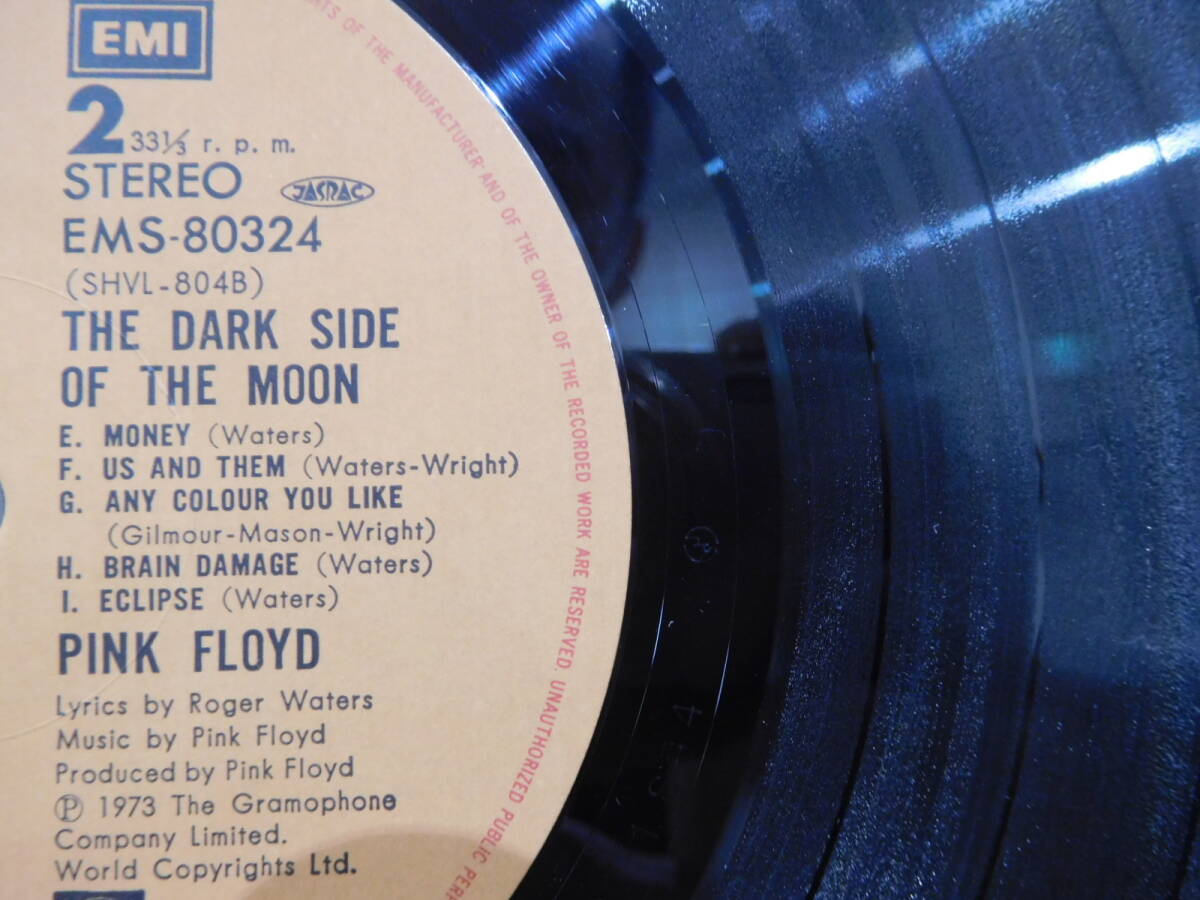 EMI
2 33⅓ r. p. m.
STEREO JASRAC
EMS-80324
(SHVL-804B)
THE DARK SIDE
OF THE MOON
E. MONEY (Waters)
F. US AND THEM (Waters-Wright)
G. ANY COLOUR YOU LIKE
(Gilmour-Mason-Wright)
H. BRAIN DAMAGE (Waters)
I. ECLIPSE (Waters)
PINK FLOYD
Lyrics by Roger Waters
Music by Pink Floyd
Produced by Pink Floyd
Ⓟ 1973 The Gramophone
Company Limited.
World Copyrights Ltd.
OF THE MANUFACTURER AND OF THE OWNER OF THE RECORDED WORK ARE RESERVED. UNAUTHORIZED PUBLIC